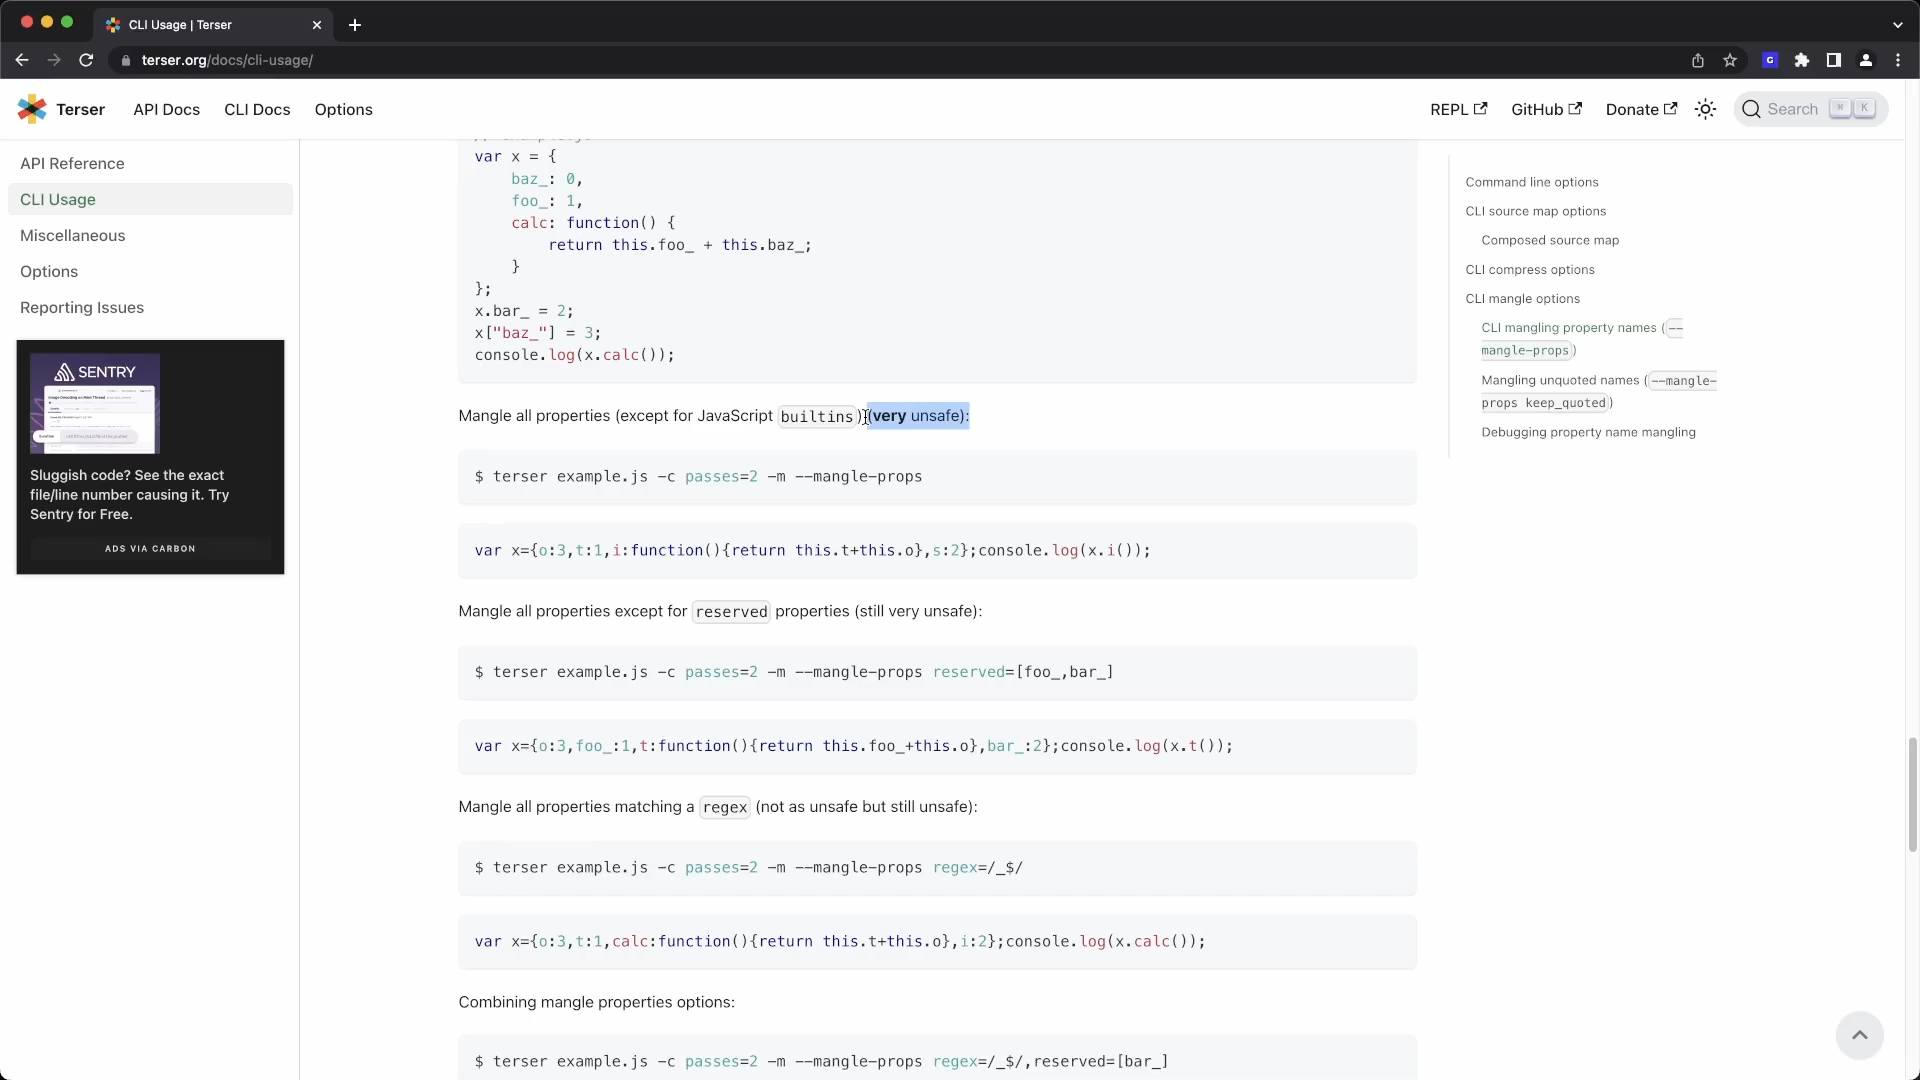 CLI Usage | Terser
terser.org/docs/cli-usage/
Terser
API Docs
CLI Docs
Options
REPL
GitHub
Donate
Search
⌘ K
API Reference
CLI Usage
Miscellaneous
Options
Reporting Issues
SENTRY
Sluggish code? See the exact
file/line number causing it. Try
Sentry for Free.
ADS VIA CARBON
var x = {
    baz_: 0,
    foo_: 1,
    calc: function() {
        return this.foo_ + this.baz_;
    }
};
x.bar_ = 2;
x["baz_"] = 3;
console.log(x.calc());
Mangle all properties (except for JavaScript builtins) (very unsafe):
$ terser example.js -c passes=2 -m --mangle-props
var x={o:3,t:1,i:function(){return this.t+this.o},s:2};console.log(x.i());
Mangle all properties except for reserved properties (still very unsafe):
$ terser example.js -c passes=2 -m --mangle-props reserved=[foo_,bar_]
var x={o:3,foo_:1,t:function(){return this.foo_+this.o},bar_:2};console.log(x.t());
Mangle all properties matching a regex (not as unsafe but still unsafe):
$ terser example.js -c passes=2 -m --mangle-props regex=/_$/
var x={o:3,t:1,calc:function(){return this.t+this.o},i:2};console.log(x.calc());
Combining mangle properties options:
$ terser example.js -c passes=2 -m --mangle-props regex=/_$/,reserved=[bar_]
Command line options
CLI source map options
Composed source map
CLI compress options
CLI mangle options
CLI mangling property names (--
mangle-props)
Mangling unquoted names (--mangle-
props keep_quoted)
Debugging property name mangling